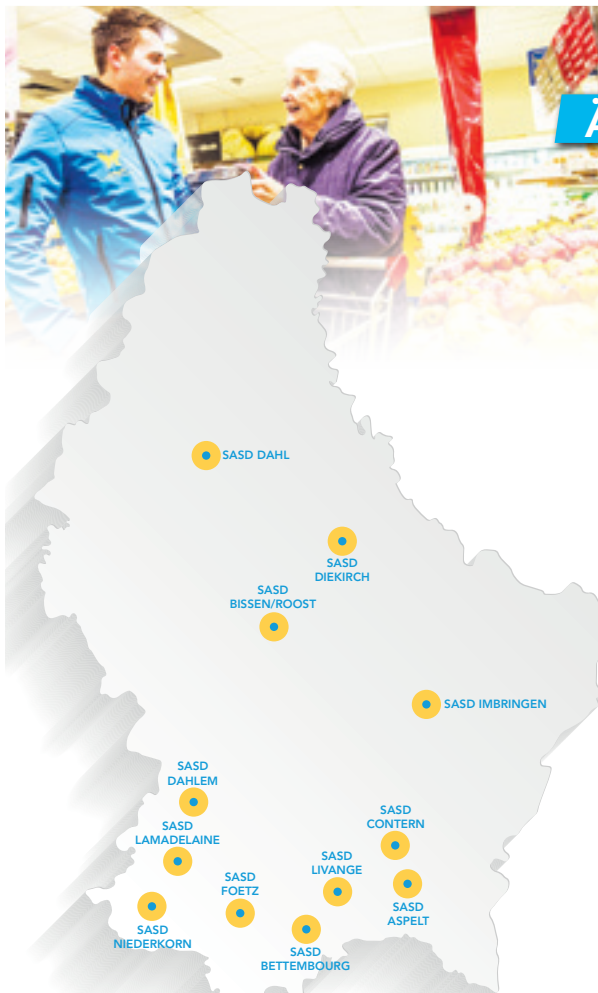 SASD DAHL
SASD
DIEKIRCH
SASD
BISSEN/ROOST
SASD IMBRINGEN
SASD
DAHLEM
SASD
LAMADELAINE
SASD
CONTERN
SASD
LIVANGE
SASD
FOETZ
SASD
ASPELT
SASD
NIEDERKORN
SASD
BETTEMBOURG